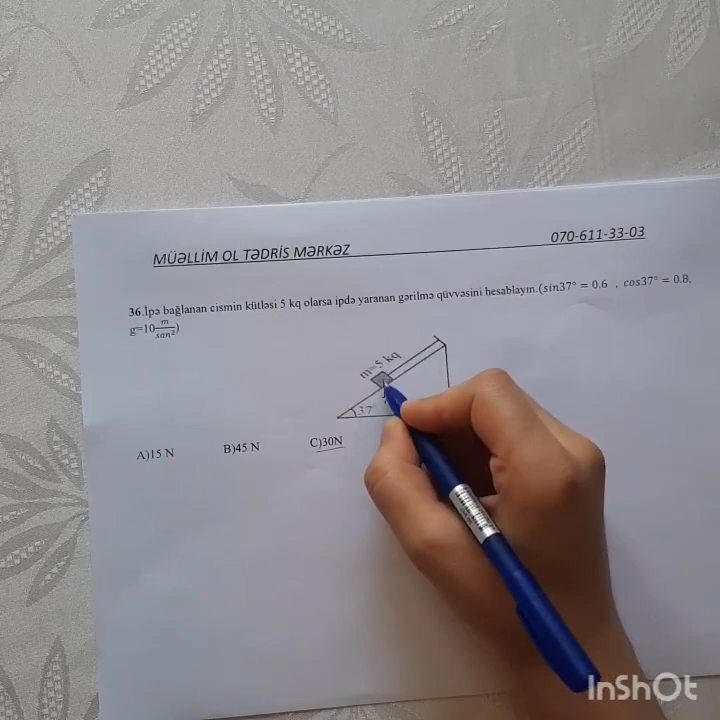 MÜƏLLİM OL TƏDRİS MƏRKƏZ 070-611-33-03
36.İpə bağlanan cismin kütləsi 5 kq olarsa ipdə yaranan gərilmə qüvvəsini hesablayın.(sin37° = 0.6 , cos37° = 0.8,
g=10 m/san²)
m=5 kq
37
A)15 N B)45 N C)30N
InShOt